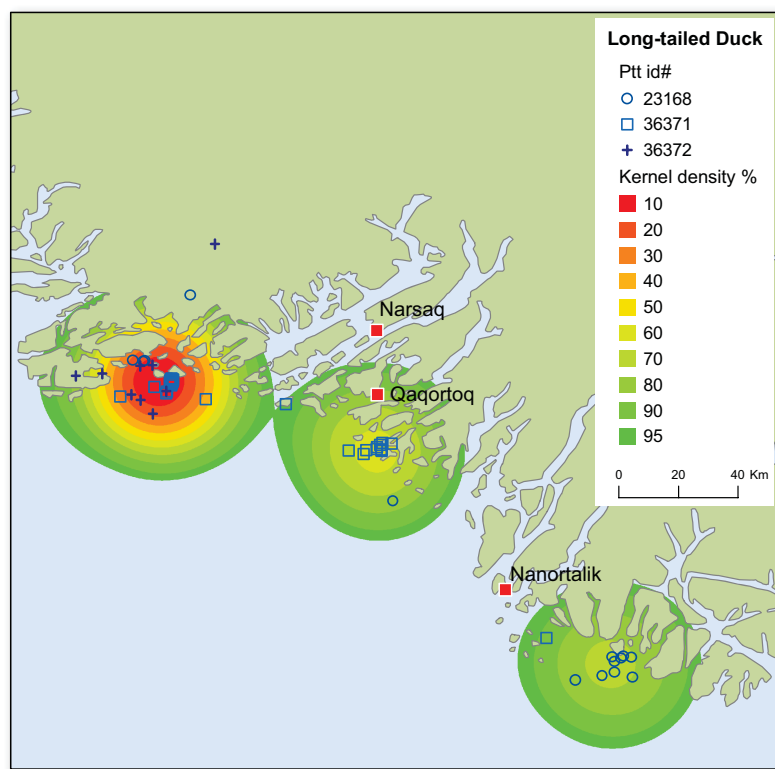 Long-tailed Duck
Ptt id#
23168
36371
36372
Kernel density %
10
20
30
40
50
60
70
80
90
95
0 20 40 Km
Narsaq
Qaqortoq
Nanortalik